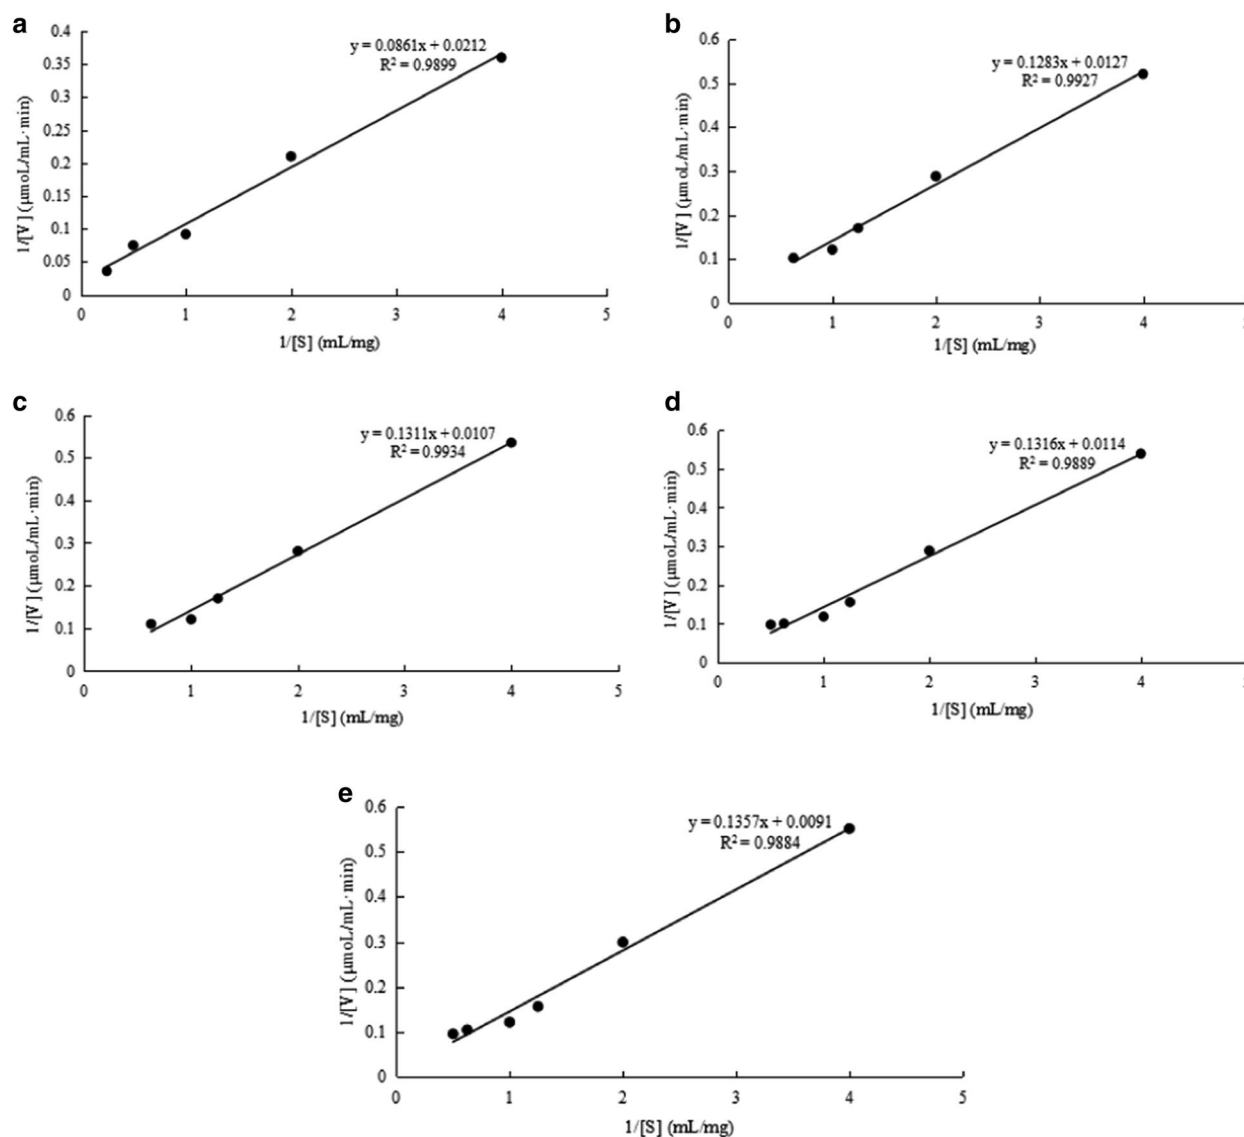 a
y = 0.0861x + 0.0212
R² = 0.9899
0.4
0.35
0.3
0.25
0.2
0.15
0.1
0.05
0
1/[V] (μmoL/mL·min)
0 1 2 3 4 5
1/[S] (mL/mg)
b
y = 0.1283x + 0.0127
R² = 0.9927
0.6
0.5
0.4
0.3
0.2
0.1
0
1/[V] (μmoL/mL·min)
0 1 2 3 4
1/[S] (mL/mg)
c
y = 0.1311x + 0.0107
R² = 0.9934
0.6
0.5
0.4
0.3
0.2
0.1
0
1/[V] (μmoL/mL·min)
0 1 2 3 4 5
1/[S] (mL/mg)
d
y = 0.1316x + 0.0114
R² = 0.9889
0.6
0.5
0.4
0.3
0.2
0.1
0
1/[V] (μmoL/mL·min)
0 1 2 3 4
1/[S] (mL/mg)
e
y = 0.1357x + 0.0091
R² = 0.9884
0.6
0.5
0.4
0.3
0.2
0.1
0
1/[V] (μmoL/mL·min)
0 1 2 3 4 5
1/[S] (mL/mg)